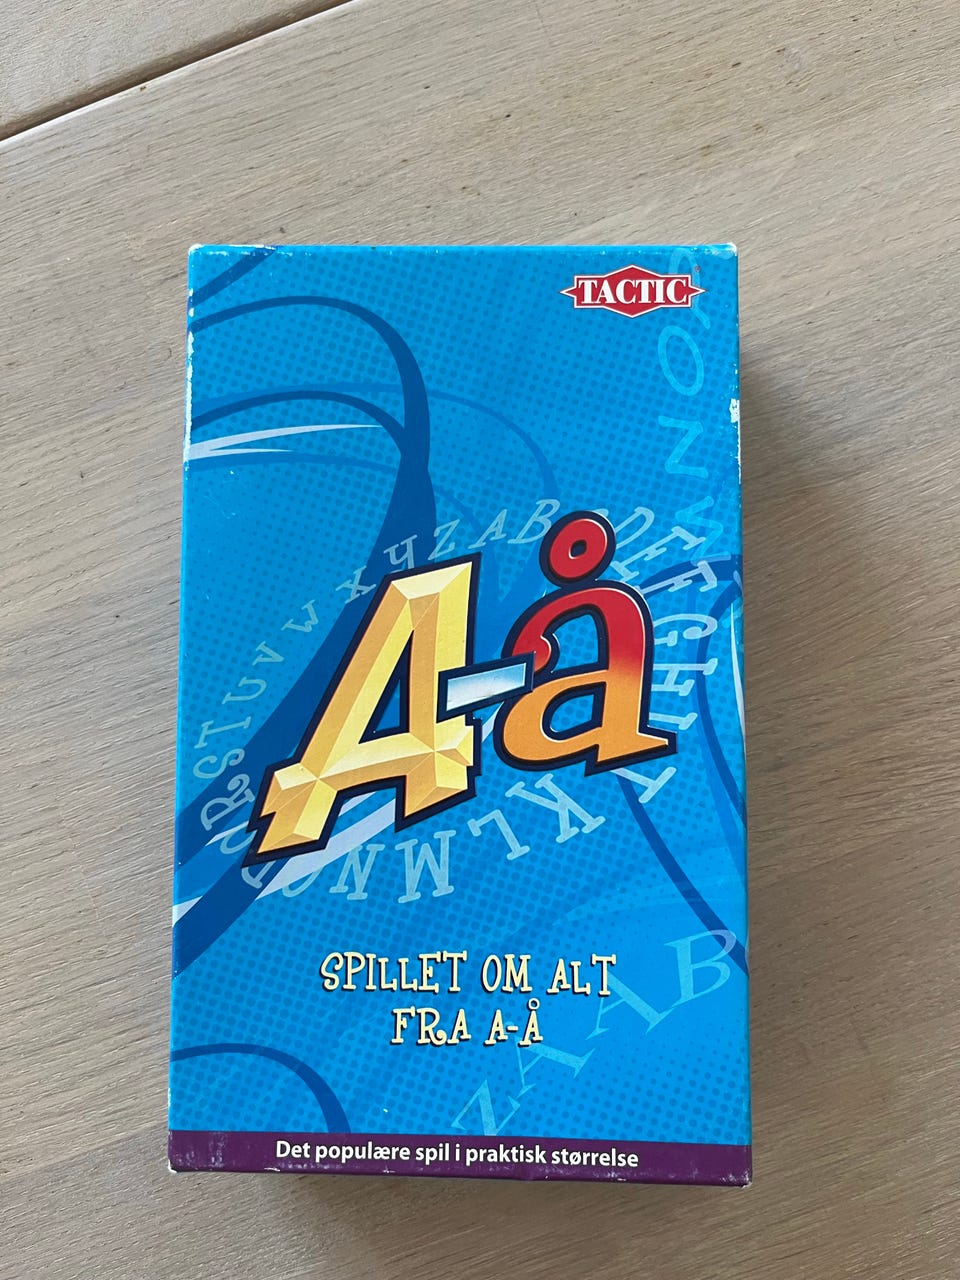 TACTIC
A-å
SPILLET OM ALT
FRA A-Å
Det populære spil i praktisk størrelse